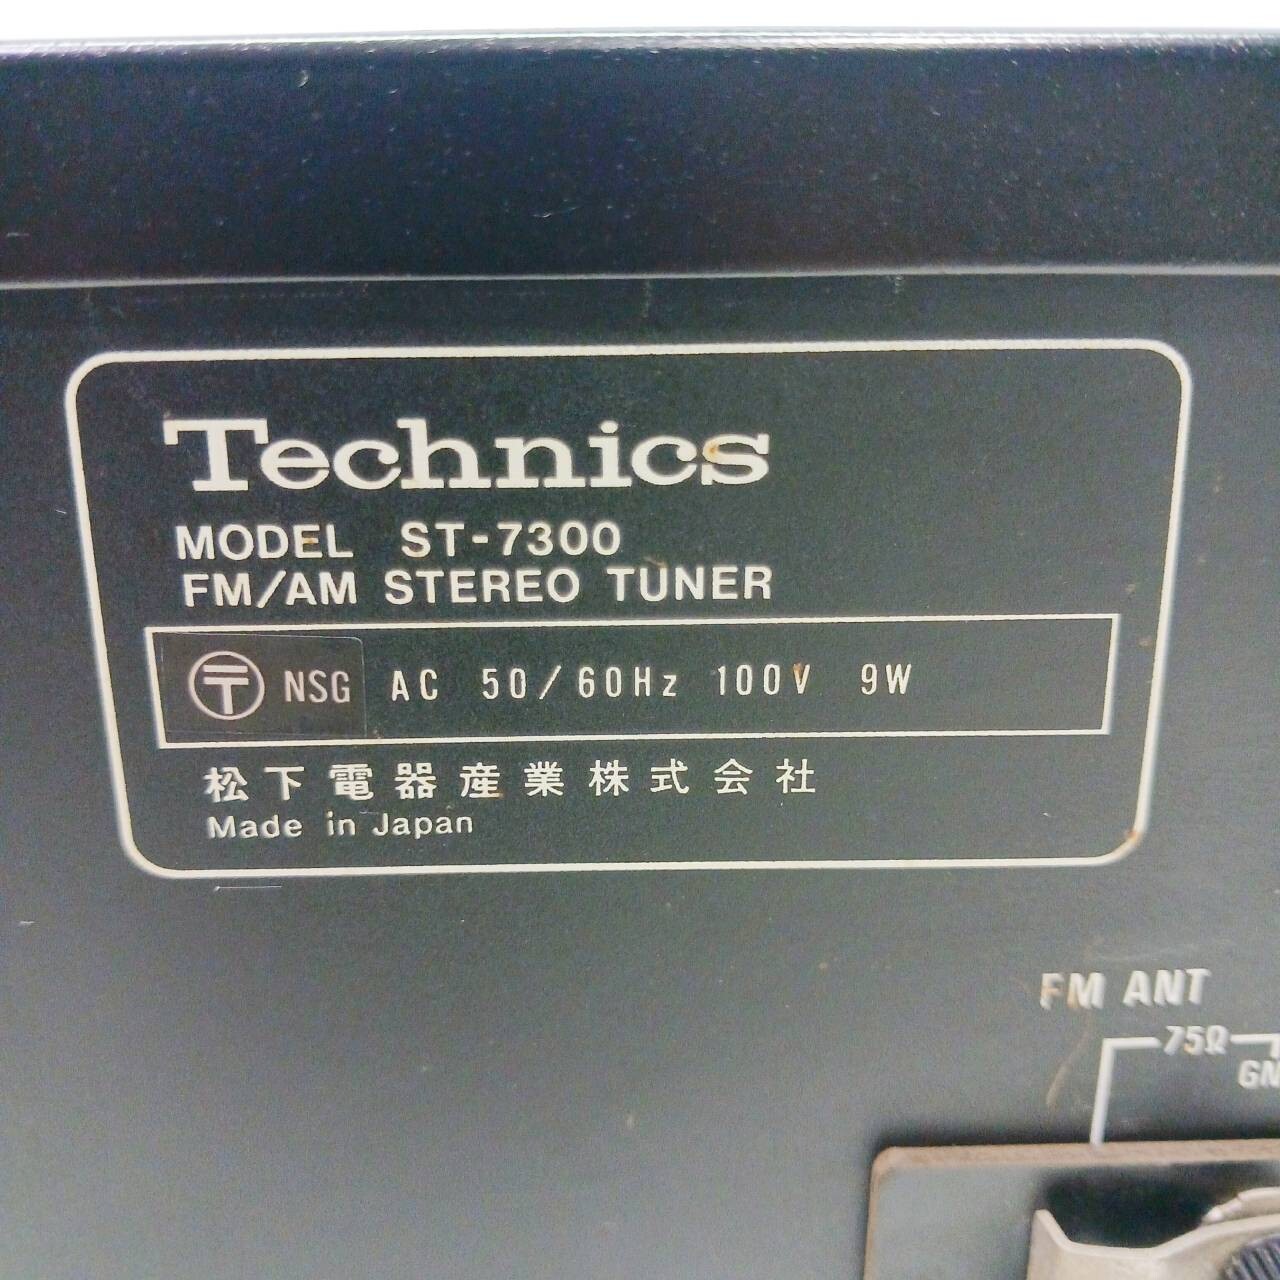 Technics
MODEL ST-7300
FM/AM STEREO TUNER
NSG AC 50/60Hz 100V 9W
松下電器産業株式会社
Made in Japan
FM ANT
75Ω